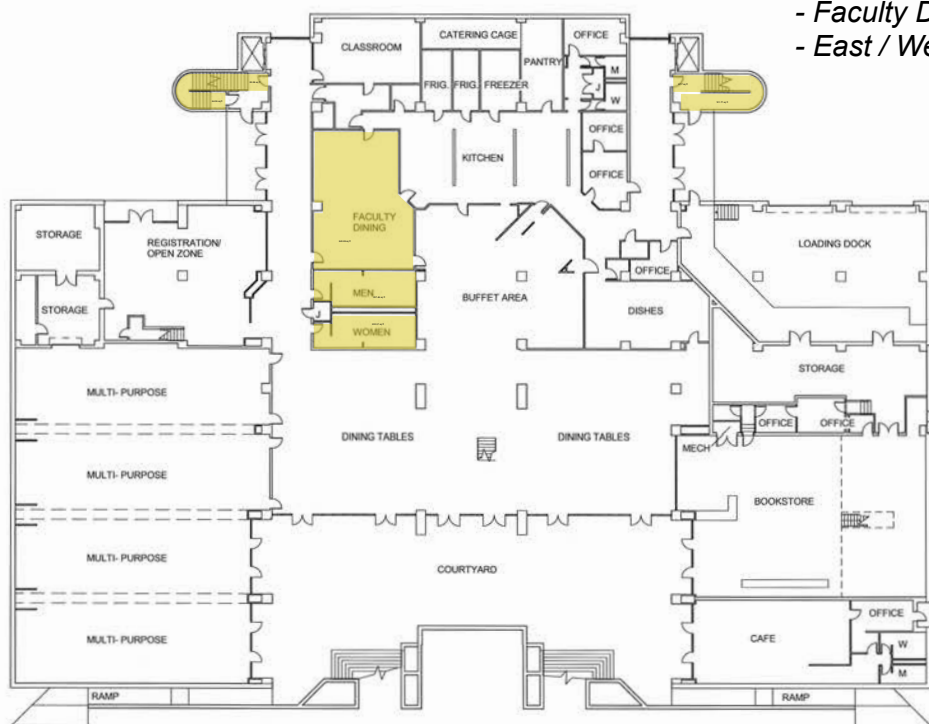 - Faculty D
- East / We
CLASSROOM
CATERING CAGE
OFFICE
PANTRY
M
FRIG.
FRIG.
FREEZER
J
W
OFFICE
KITCHEN
OFFICE
FACULTY
DINING
STORAGE
REGISTRATION/
OPEN ZONE
LOADING DOCK
OFFICE
MEN
BUFFET AREA
STORAGE
J
DISHES
WOMEN
STORAGE
MULTI- PURPOSE
OFFICE
OFFICE
DINING TABLES
DINING TABLES
MECH
MULTI- PURPOSE
BOOKSTORE
MULTI- PURPOSE
COURTYARD
OFFICE
MULTI- PURPOSE
CAFE
W
M
RAMP
RAMP